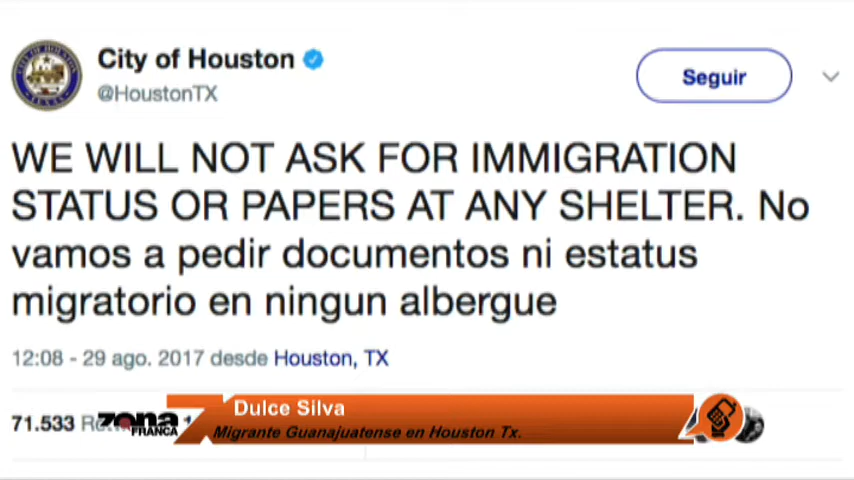 City of Houston
@HoustonTX
Seguir
WE WILL NOT ASK FOR IMMIGRATION
STATUS OR PAPERS AT ANY SHELTER. No
vamos a pedir documentos ni estatus
migratorio en ningun albergue
12:08 - 29 ago. 2017 desde Houston, TX
71.533
zona
FRANCA
Dulce Silva
Migrante Guanajuatense en Houston Tx.